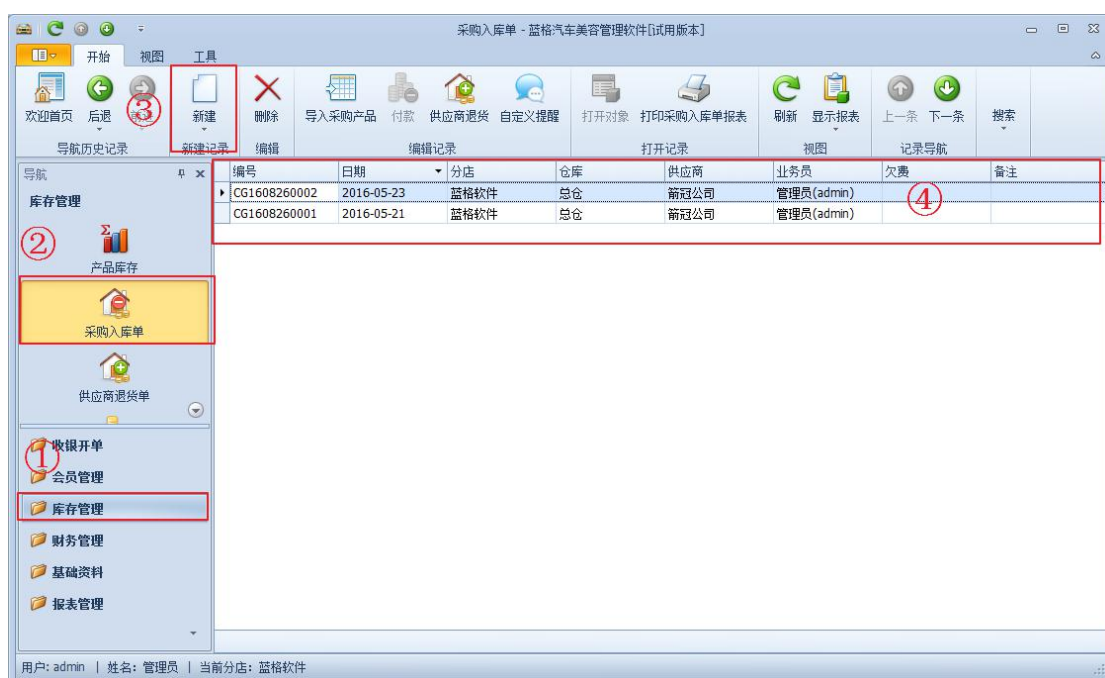 采购入库单 - 蓝格汽车美容管理软件[试用版本]
开始 视图 工具
欢迎首页 后退 ③ 新建 删除 导入采购产品 付款 供应商退货 自定义提醒 打开对象 打印采购入库单报表 刷新 显示报表 上一条 下一条 搜索
导航历史记录 新建记录 编辑 编辑记录 打开记录 视图 记录导航
导航
库存管理
编号 日期 分店 仓库 供应商 业务员 欠费 备注
CG1608260002 2016-05-23 蓝格软件 总仓 箭冠公司 管理员(admin)
CG1608260001 2016-05-21 蓝格软件 总仓 箭冠公司 管理员(admin)
④
②
Σ
产品库存
采购入库单
供应商退货单
收银开单
①
会员管理
库存管理
财务管理
基础资料
报表管理
用户: admin | 姓名: 管理员 | 当前分店: 蓝格软件